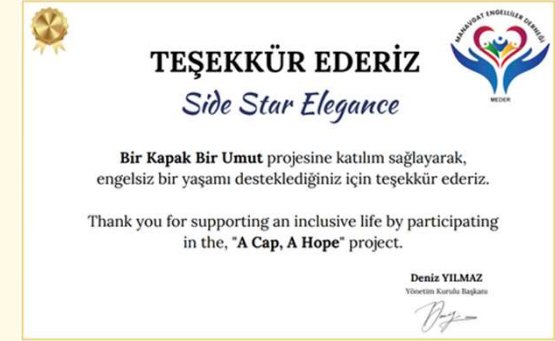 MANAVGAT ENGELLİLER DERNEĞİ
MEDER
TEŞEKKÜR EDERİZ
Side Star Elegance
Bir Kapak Bir Umut projesine katılım sağlayarak,
engelsiz bir yaşamı desteklediğiniz için teşekkür ederiz.
Thank you for supporting an inclusive life by participating
in the, "A Cap, A Hope" project.
Deniz YILMAZ
Yönetim Kurulu Başkanı